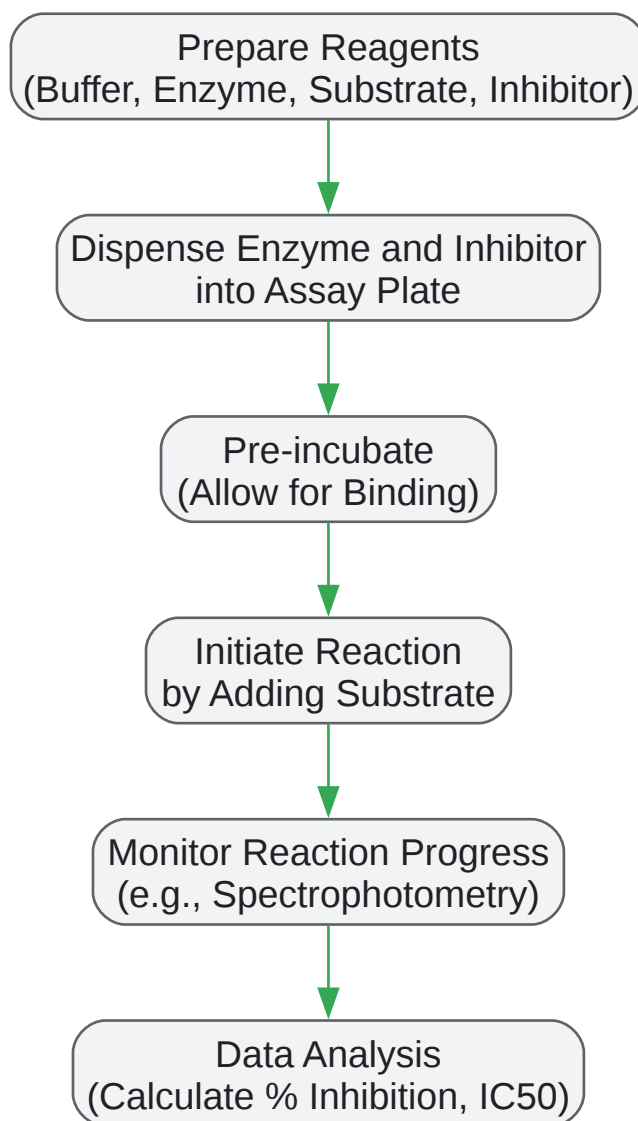 Prepare Reagents
(Buffer, Enzyme, Substrate, Inhibitor)
Dispense Enzyme and Inhibitor
into Assay Plate
Pre-incubate
(Allow for Binding)
Initiate Reaction
by Adding Substrate
Monitor Reaction Progress
(e.g., Spectrophotometry)
Data Analysis
(Calculate % Inhibition, IC50)